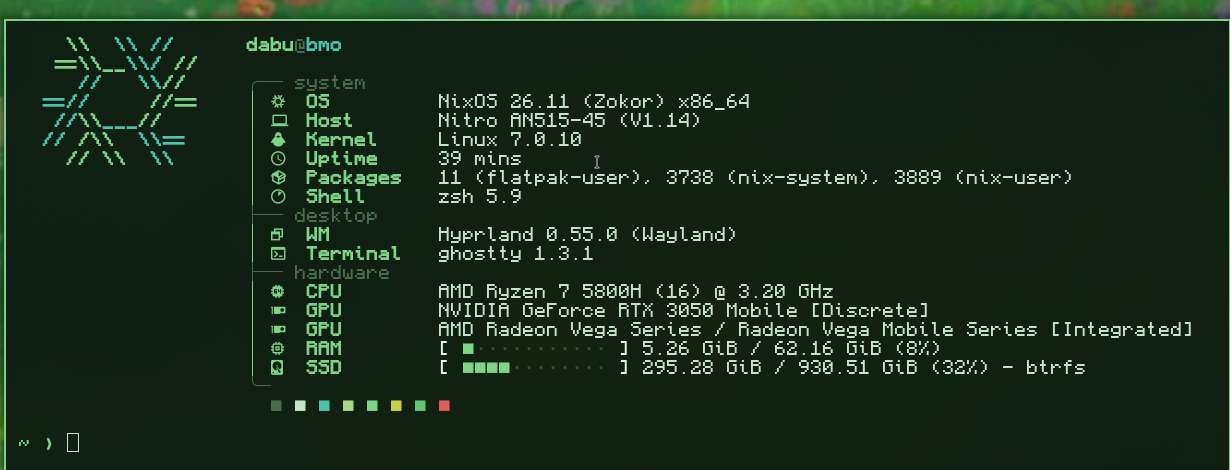 dabu@bmo
system
OS NixOS 26.11 (Zokor) x86_64
Host Nitro AN515-45 (V1.14)
Kernel Linux 7.0.10
Uptime 39 mins
Packages 11 (flatpak-user), 3738 (nix-system), 3889 (nix-user)
Shell zsh 5.9
desktop
WM Hyprland 0.55.0 (Wayland)
Terminal ghostty 1.3.1
hardware
CPU AMD Ryzen 7 5800H (16) @ 3.20 GHz
GPU NVIDIA GeForce RTX 3050 Mobile [Discrete]
GPU AMD Radeon Vega Series / Radeon Vega Mobile Series [Integrated]
RAM [ ■··········· ] 5.26 GiB / 62.16 GiB (8%)
SSD [ ■■■■········ ] 295.28 GiB / 930.51 GiB (32%) - btrfs
~ ❯